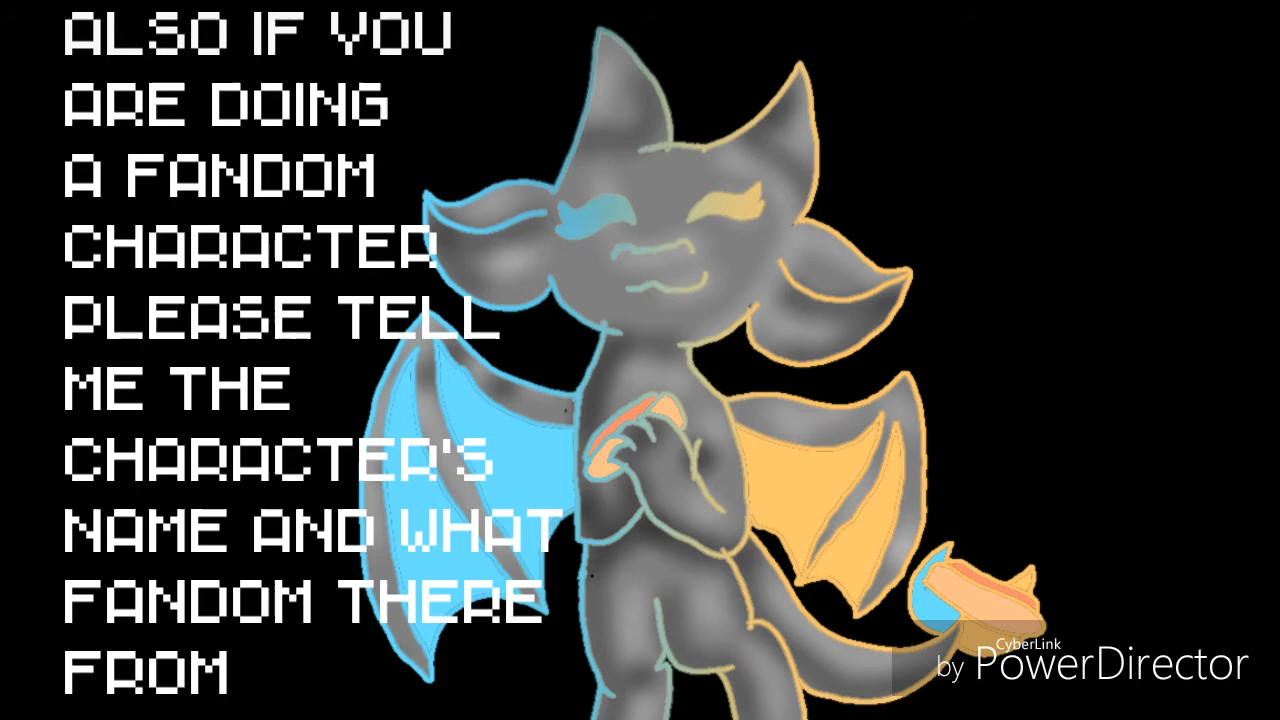 ALSO IF YOU
ARE DOING
A FANDOM
CHARACTER
PLEASE TELL
ME THE
CHARACTER'S
NAME AND WHAT
FANDOM THERE
FROM
CyberLink
by PowerDirector